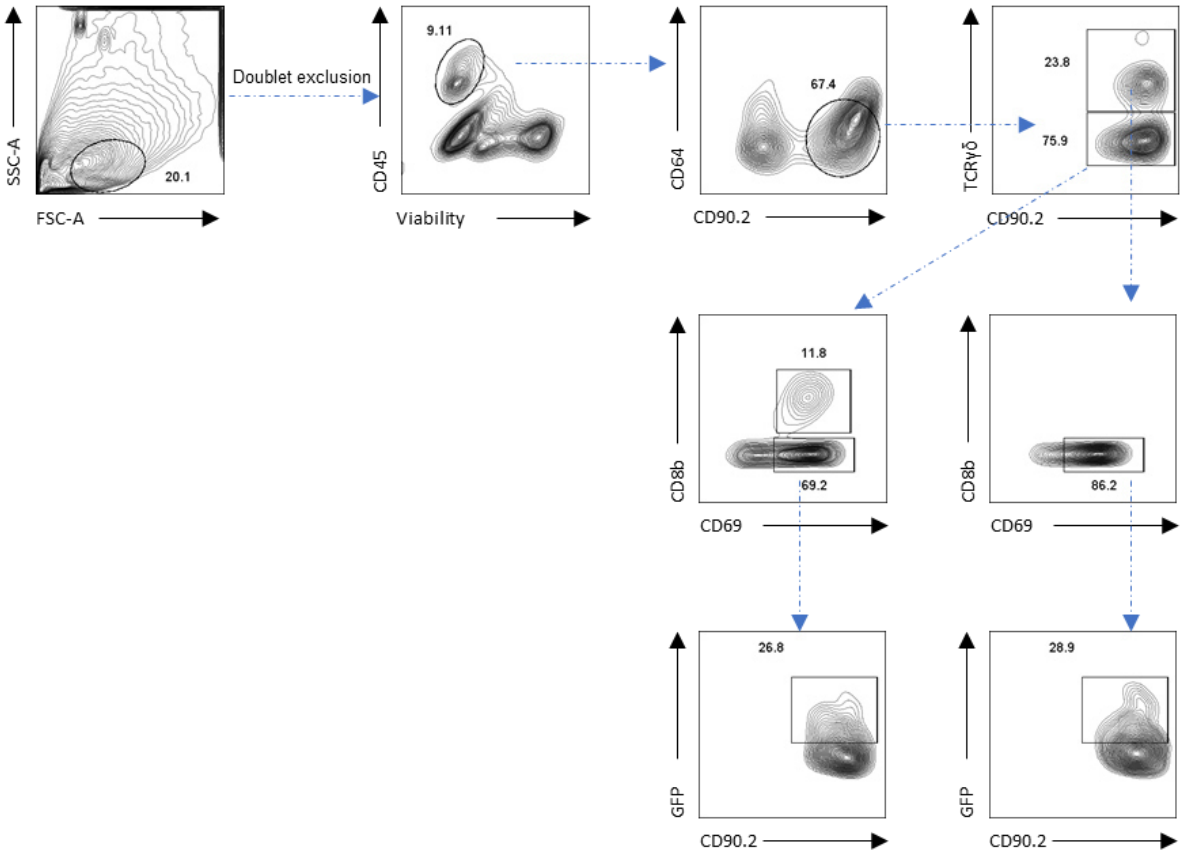 SSC-A
20.1
FSC-A
Doublet exclusion
9.11
CD45
Viability
67.4
CD64
CD90.2
23.8
75.9
TCRγδ
CD90.2
11.8
69.2
CD8b
CD69
86.2
CD8b
CD69
26.8
GFP
CD90.2
28.9
GFP
CD90.2